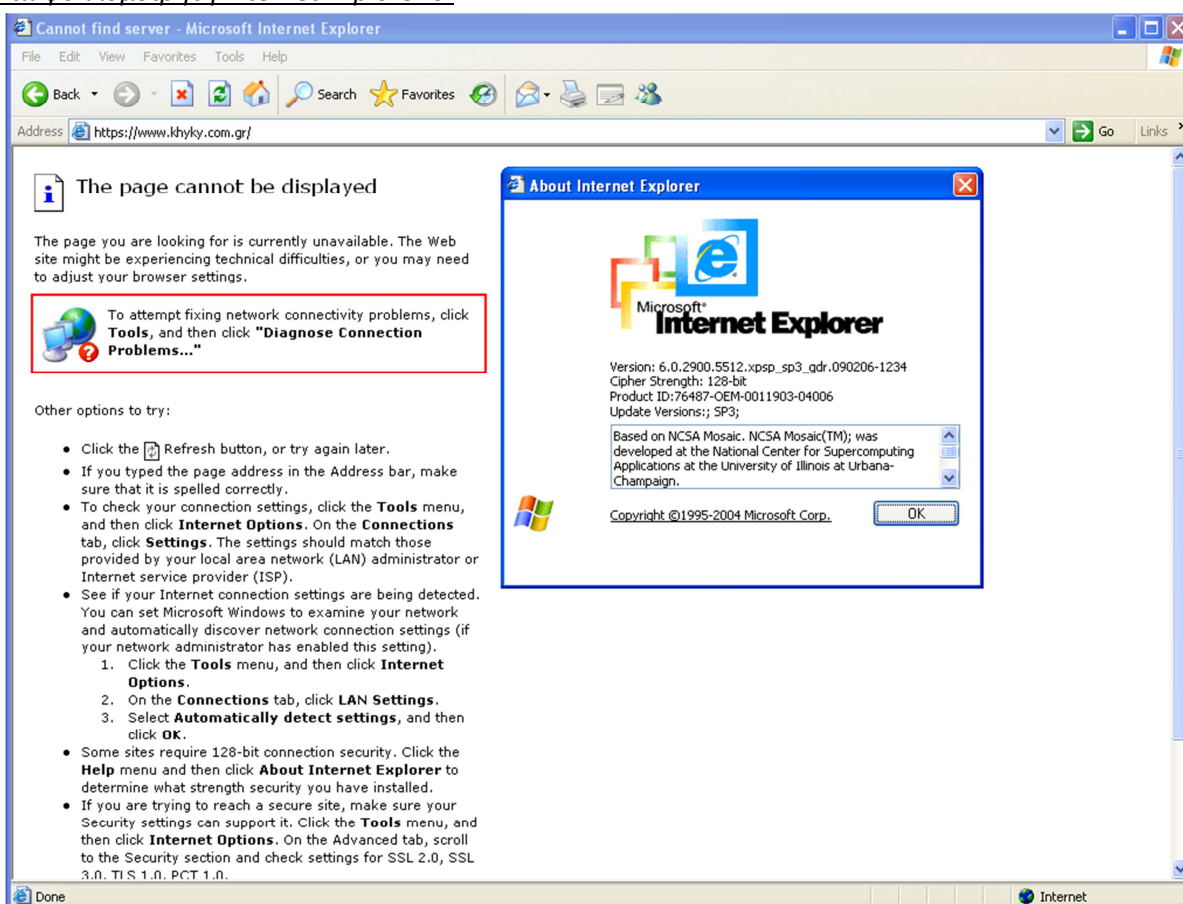 Cannot find server - Microsoft Internet Explorer
File Edit View Favorites Tools Help
Back Search Favorites
Address https://www.khyky.com.gr/ Go Links
The page cannot be displayed
The page you are looking for is currently unavailable. The Web
site might be experiencing technical difficulties, or you may need
to adjust your browser settings.
To attempt fixing network connectivity problems, click
Tools, and then click "Diagnose Connection
Problems..."
Other options to try:
Click the Refresh button, or try again later.
If you typed the page address in the Address bar, make
sure that it is spelled correctly.
To check your connection settings, click the Tools menu,
and then click Internet Options. On the Connections
tab, click Settings. The settings should match those
provided by your local area network (LAN) administrator or
Internet service provider (ISP).
See if your Internet connection settings are being detected.
You can set Microsoft Windows to examine your network
and automatically discover network connection settings (if
your network administrator has enabled this setting).
1. Click the Tools menu, and then click Internet
Options.
2. On the Connections tab, click LAN Settings.
3. Select Automatically detect settings, and then
click OK.
Some sites require 128-bit connection security. Click the
Help menu and then click About Internet Explorer to
determine what strength security you have installed.
If you are trying to reach a secure site, make sure your
Security settings can support it. Click the Tools menu, and
then click Internet Options. On the Advanced tab, scroll
to the Security section and check settings for SSL 2.0, SSL
3.0, TLS 1.0, PCT 1.0.
About Internet Explorer
Microsoft
Internet Explorer
Version: 6.0.2900.5512.xpsp_sp3_gdr.090206-1234
Cipher Strength: 128-bit
Product ID:76487-OEM-0011903-04006
Update Versions:; SP3;
Based on NCSA Mosaic. NCSA Mosaic(TM); was
developed at the National Center for Supercomputing
Applications at the University of Illinois at Urbana-
Champaign.
Copyright ©1995-2004 Microsoft Corp. OK
Done Internet